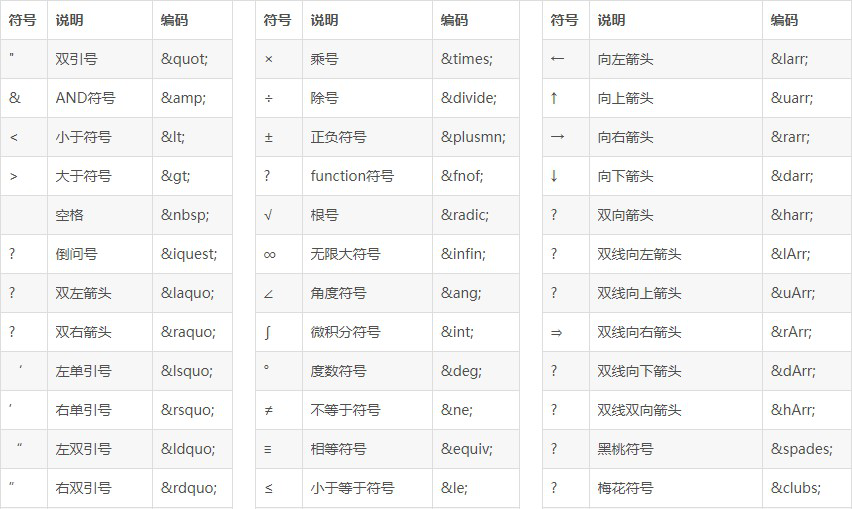 符号 说明 编码 符号 说明 编码 符号 说明 编码
" 双引号 &quot; × 乘号 &times; ← 向左箭头 &larr;
& AND符号 &amp; ÷ 除号 &divide; ↑ 向上箭头 &uarr;
< 小于符号 &lt; ± 正负符号 &plusmn; → 向右箭头 &rarr;
> 大于符号 &gt; ? function符号 &fnof; ↓ 向下箭头 &darr;
空格 &nbsp; √ 根号 &radic; ? 双向箭头 &harr;
? 倒问号 &iquest; ∞ 无限大符号 &infin; ? 双线向左箭头 &lArr;
? 双左箭头 &laquo; ∠ 角度符号 &ang; ? 双线向上箭头 &uArr;
? 双右箭头 &raquo; ∫ 微积分符号 &int; ⇒ 双线向右箭头 &rArr;
‘ 左单引号 &lsquo; ° 度数符号 &deg; ? 双线向下箭头 &dArr;
’ 右单引号 &rsquo; ≠ 不等于符号 &ne; ? 双线双向箭头 &hArr;
“ 左双引号 &ldquo; ≡ 相等符号 &equiv; ? 黑桃符号 &spades;
” 右双引号 &rdquo; ≤ 小于等于符号 &le; ? 梅花符号 &clubs;